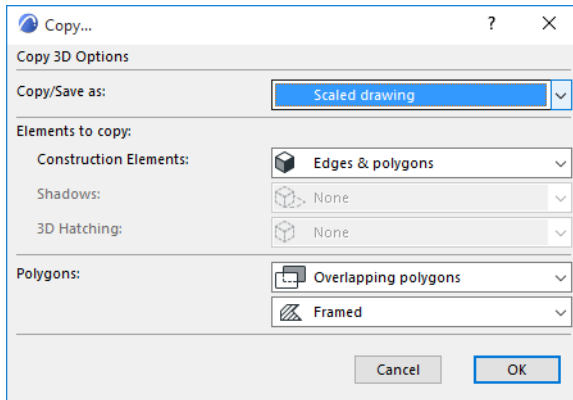 Copy...
?
Copy 3D Options
Copy/Save as: Scaled drawing
Elements to copy:
Construction Elements: Edges & polygons
Shadows: None
3D Hatching: None
Polygons: Overlapping polygons
Framed
Cancel OK